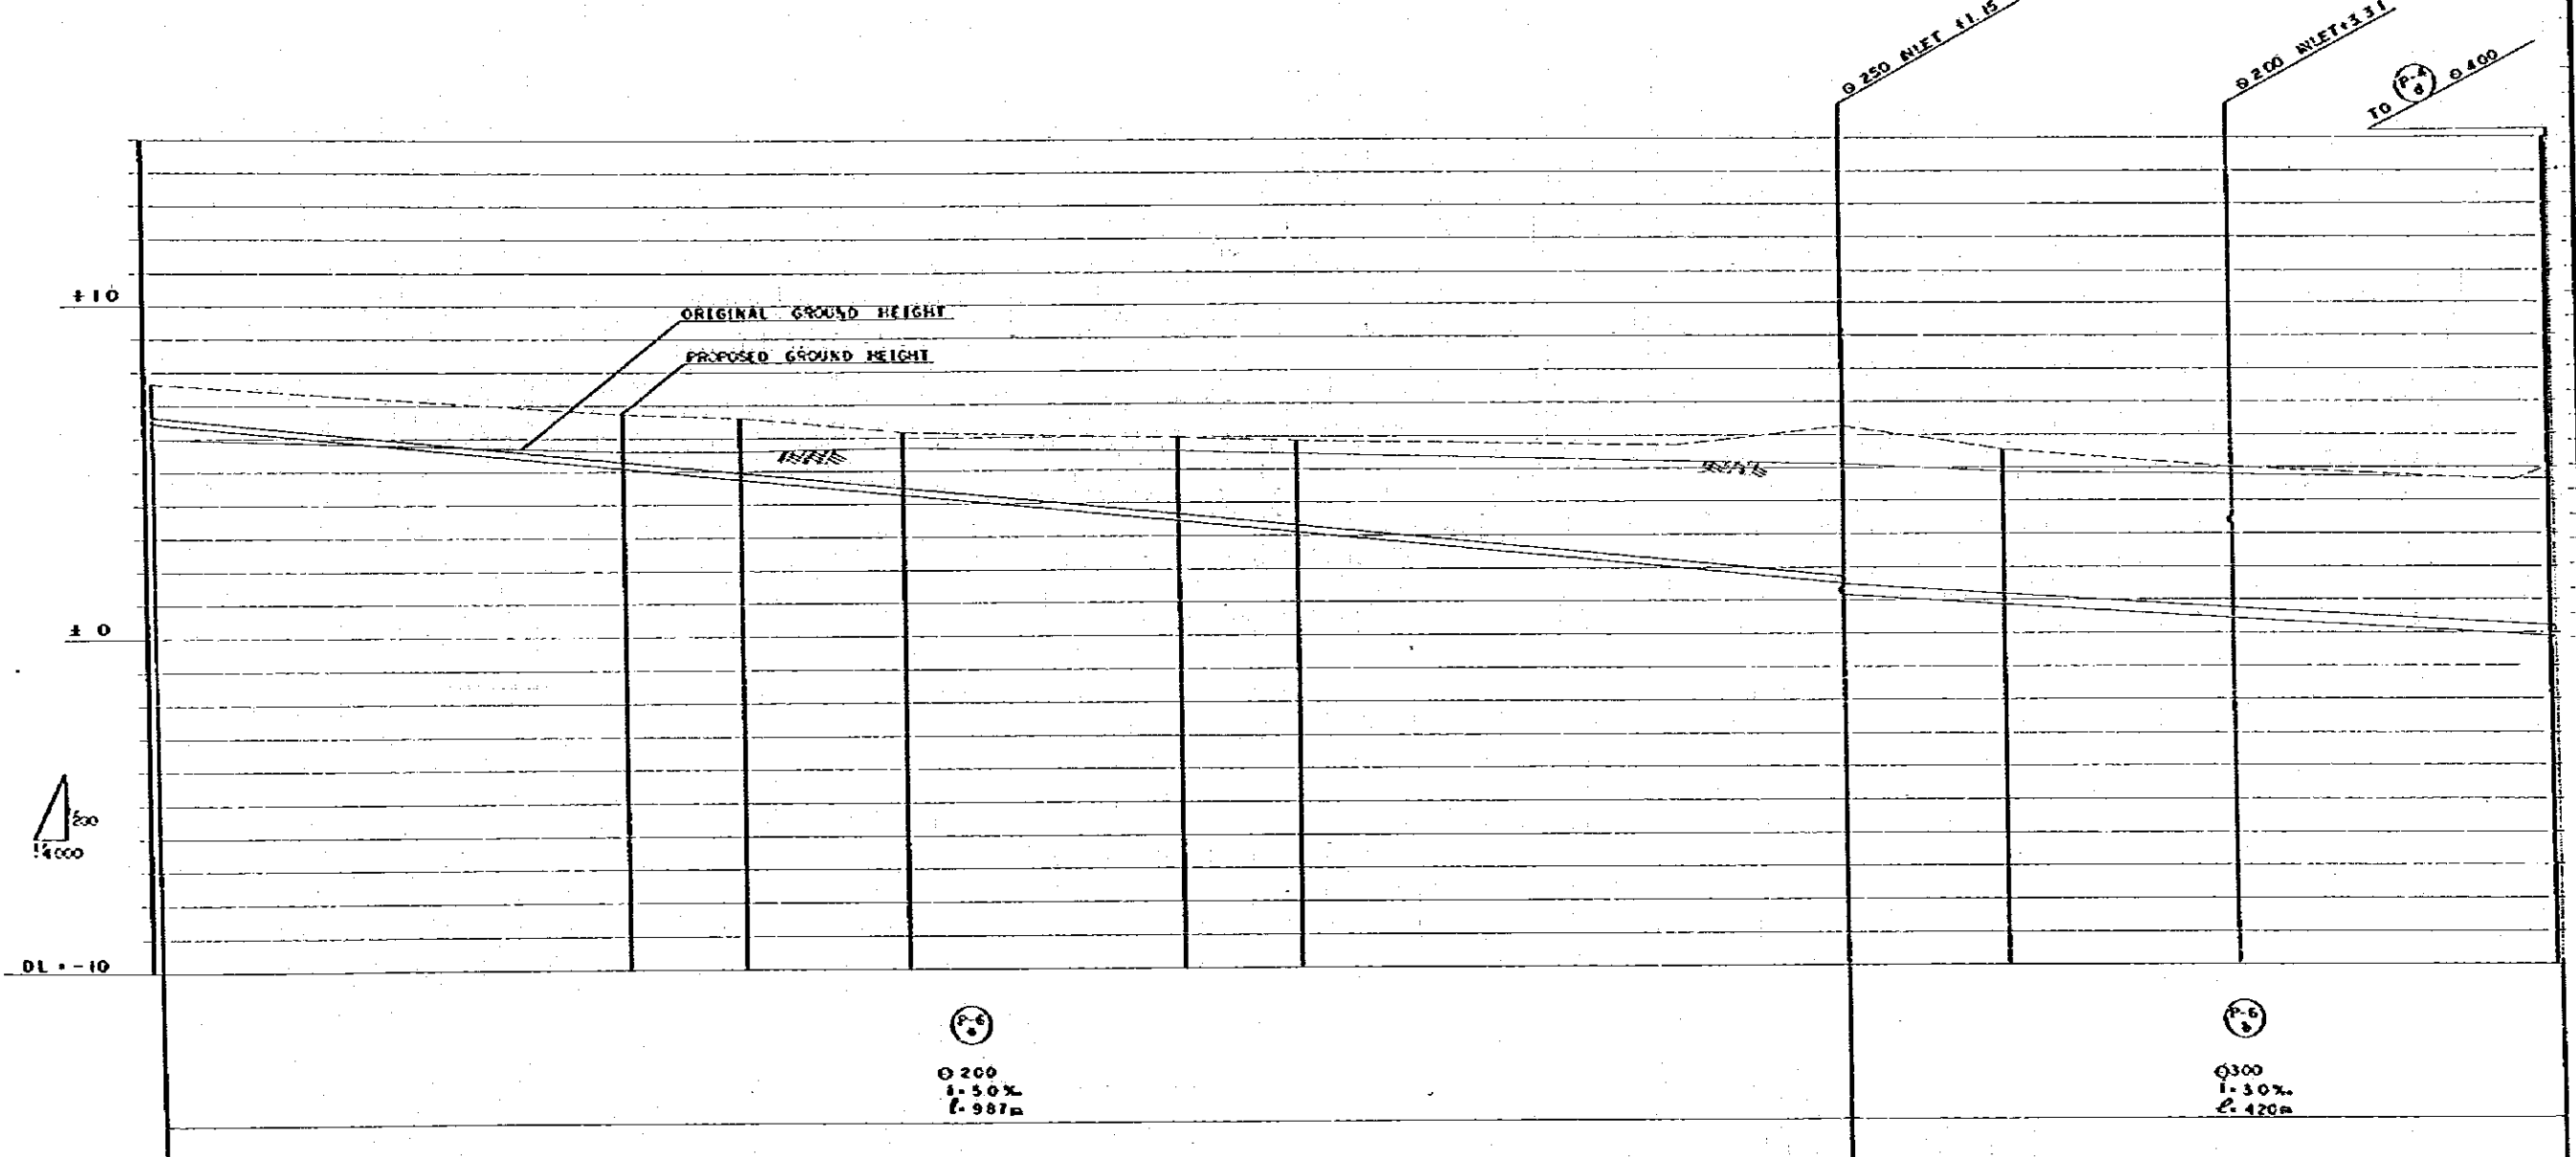 ⌀ 250 INLET +1.15
⌀ 200 INLET +3.31
TO P-4 d ⌀ 400
+10
ORIGINAL GROUND HEIGHT
PROPOSED GROUND HEIGHT
± 0
1/200
1/4000
DL = -10
P-6
P-6 b
⌀ 200
i= 5.0‰
ℓ= 987m
⌀300
i= 3.0‰
ℓ= 420m